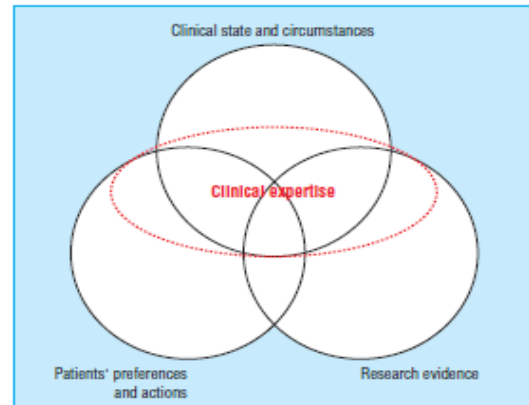 Clinical state and circumstances
Clinical expertise
Patients' preferences
and actions
Research evidence